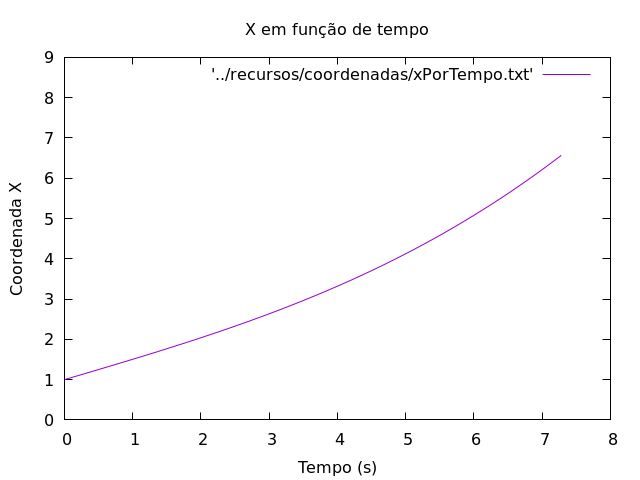 X em função de tempo
'../recursos/coordenadas/xPorTempo.txt'
Coordenada X
9
8
7
6
5
4
3
2
1
0
0 1 2 3 4 5 6 7 8
Tempo (s)